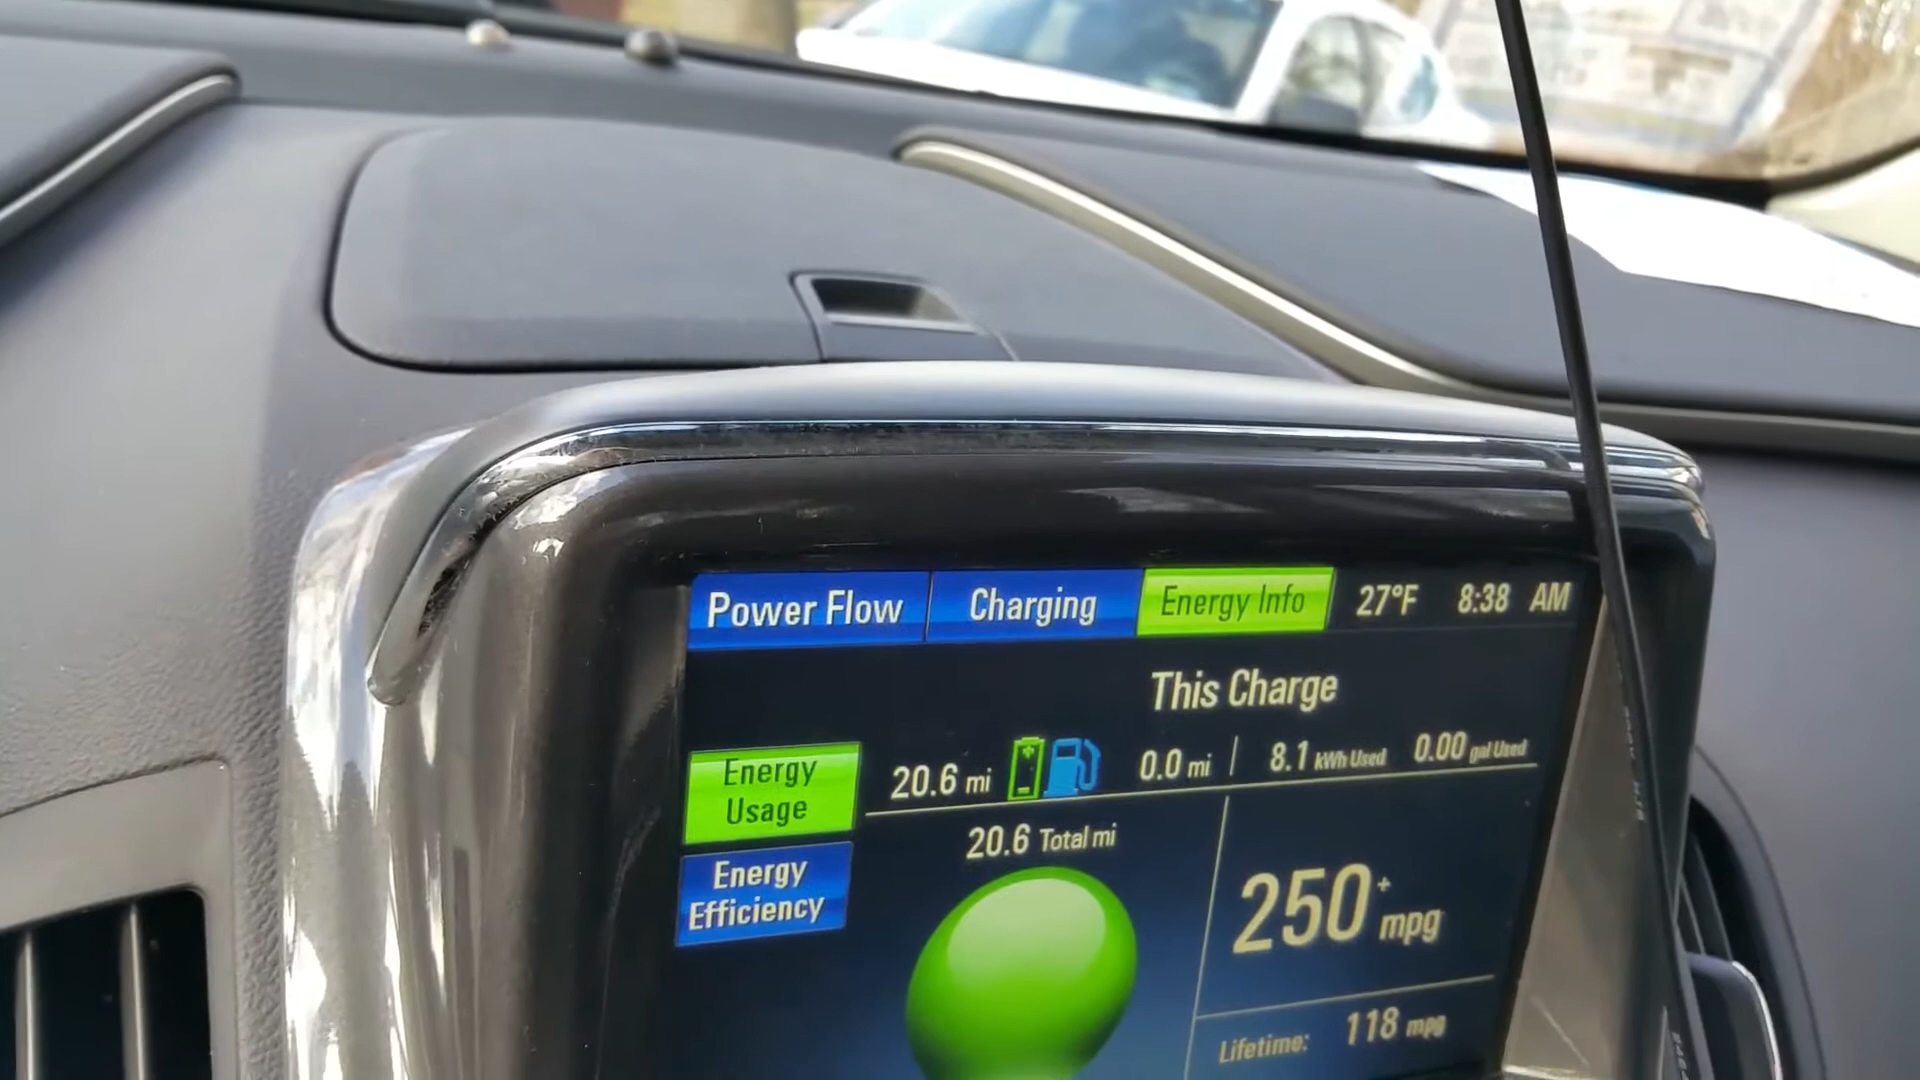 Power Flow Charging Energy Info 27°F 8:38 AM
This Charge
Energy
Usage
20.6 mi 0.0 mi 8.1 kWh Used 0.00 gal Used
20.6 Total mi
Energy
Efficiency
250+ mpg
Lifetime: 118 mpg